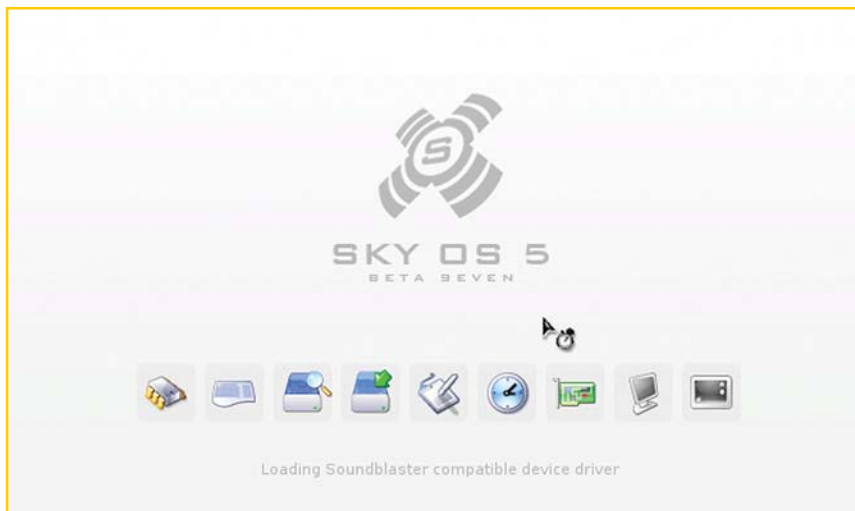 S
SKY OS 5
BETA SEVEN
Loading Soundblaster compatible device driver